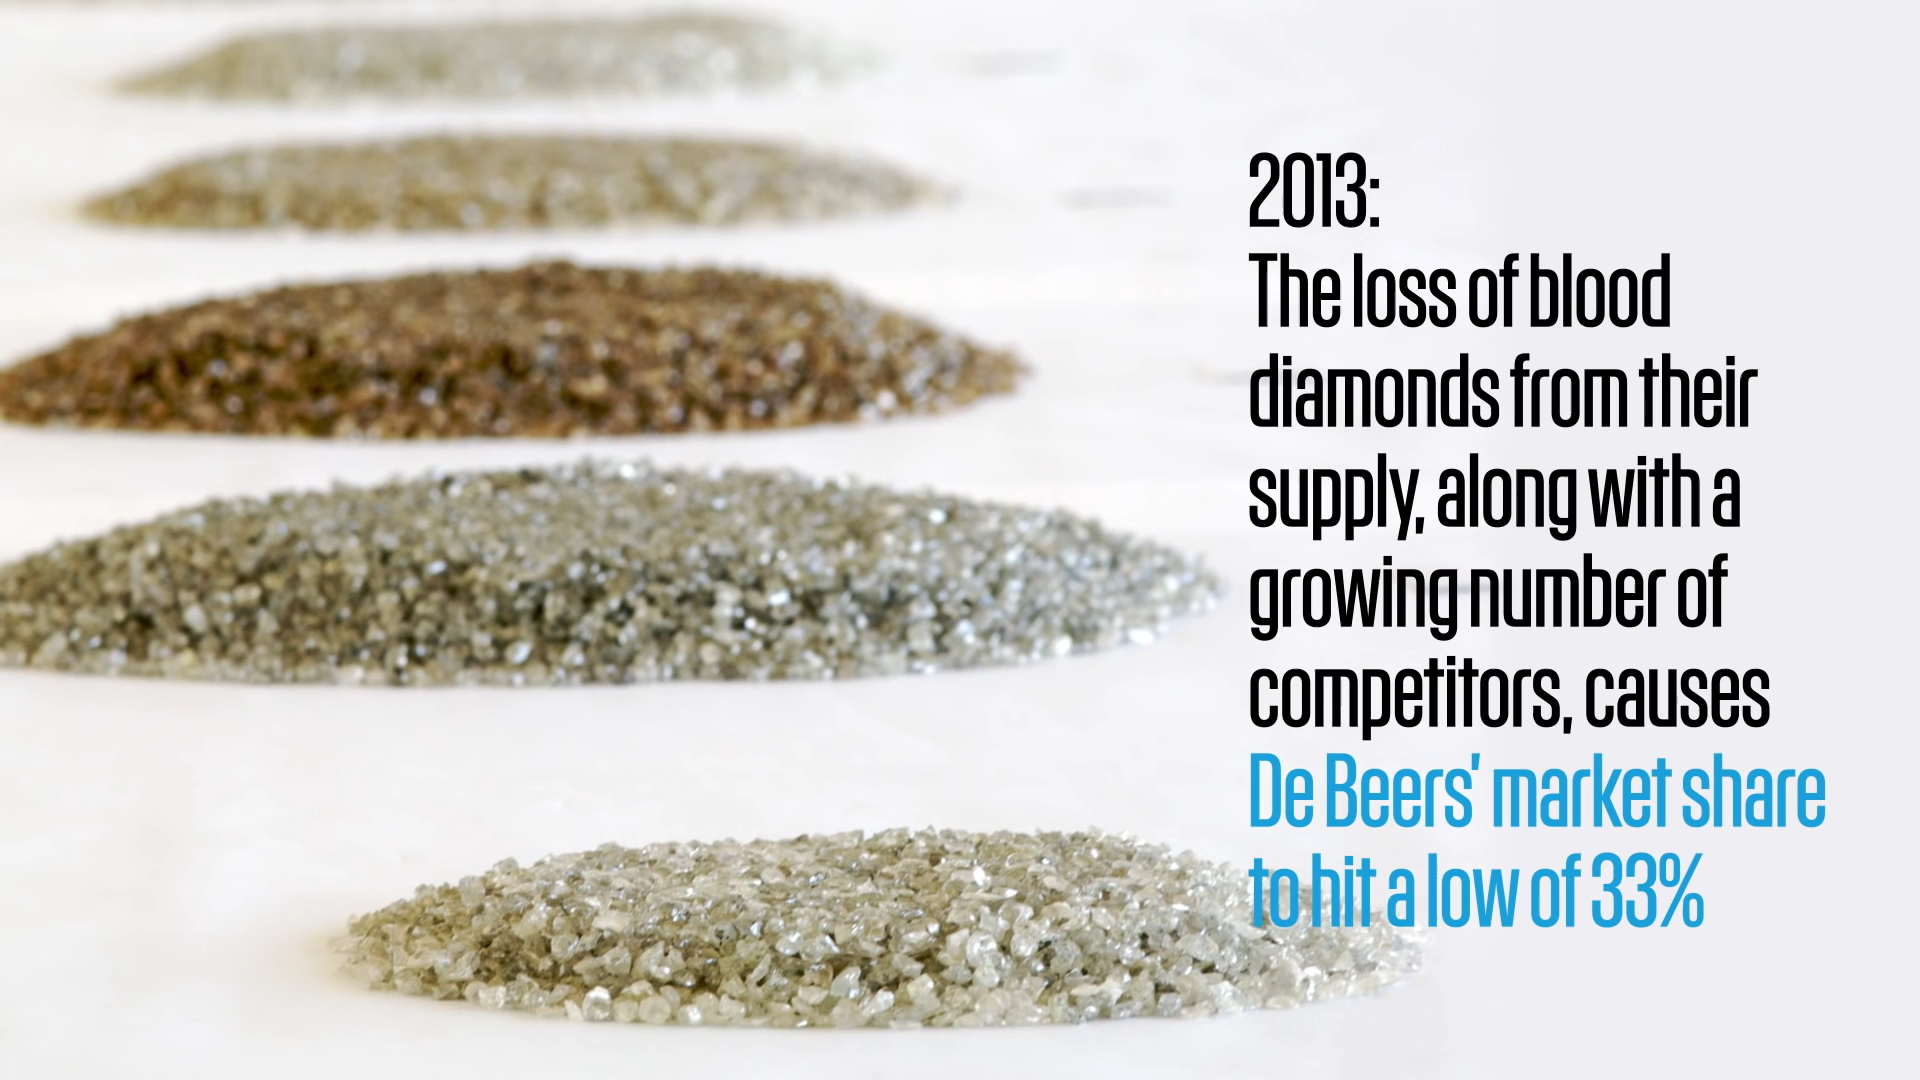 2013:
The loss of blood
diamonds from their
supply, along with a
growing number of
competitors, causes
De Beers' market share
to hit a low of 33%